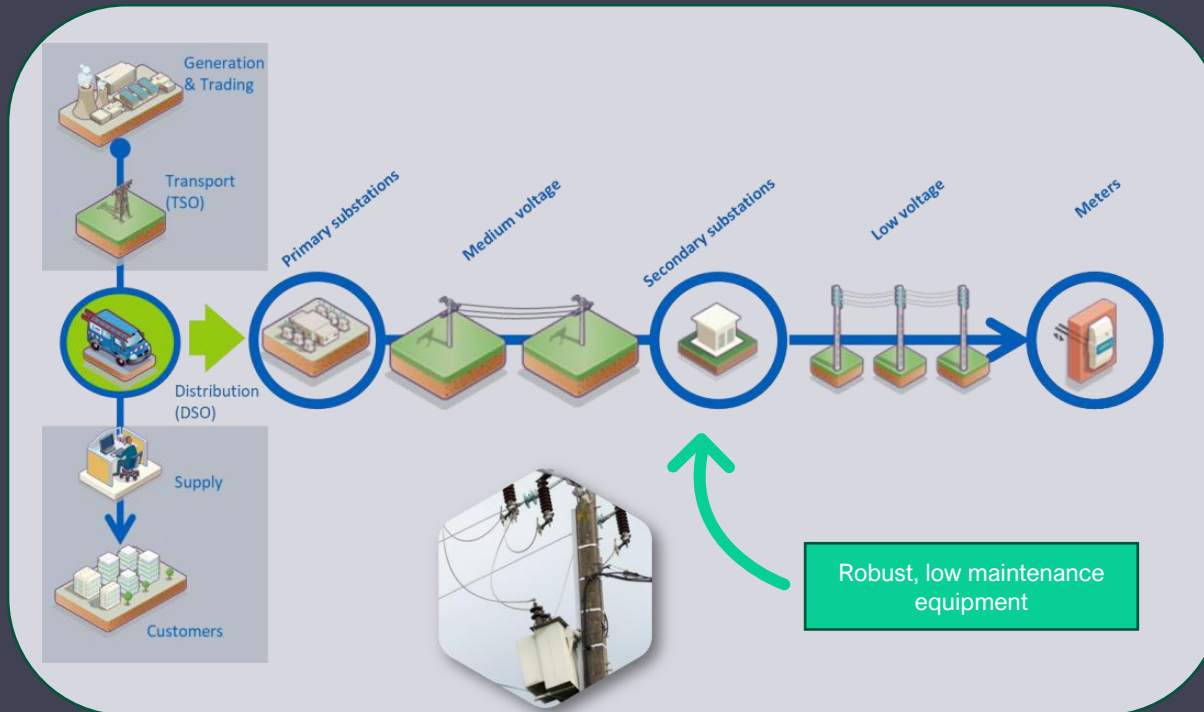 Generation
& Trading
Transport
(TSO)
Distribution
(DSO)
Supply
Customers
Primary substations
Medium voltage
Secondary substations
Low voltage
Meters
Robust, low maintenance
equipment